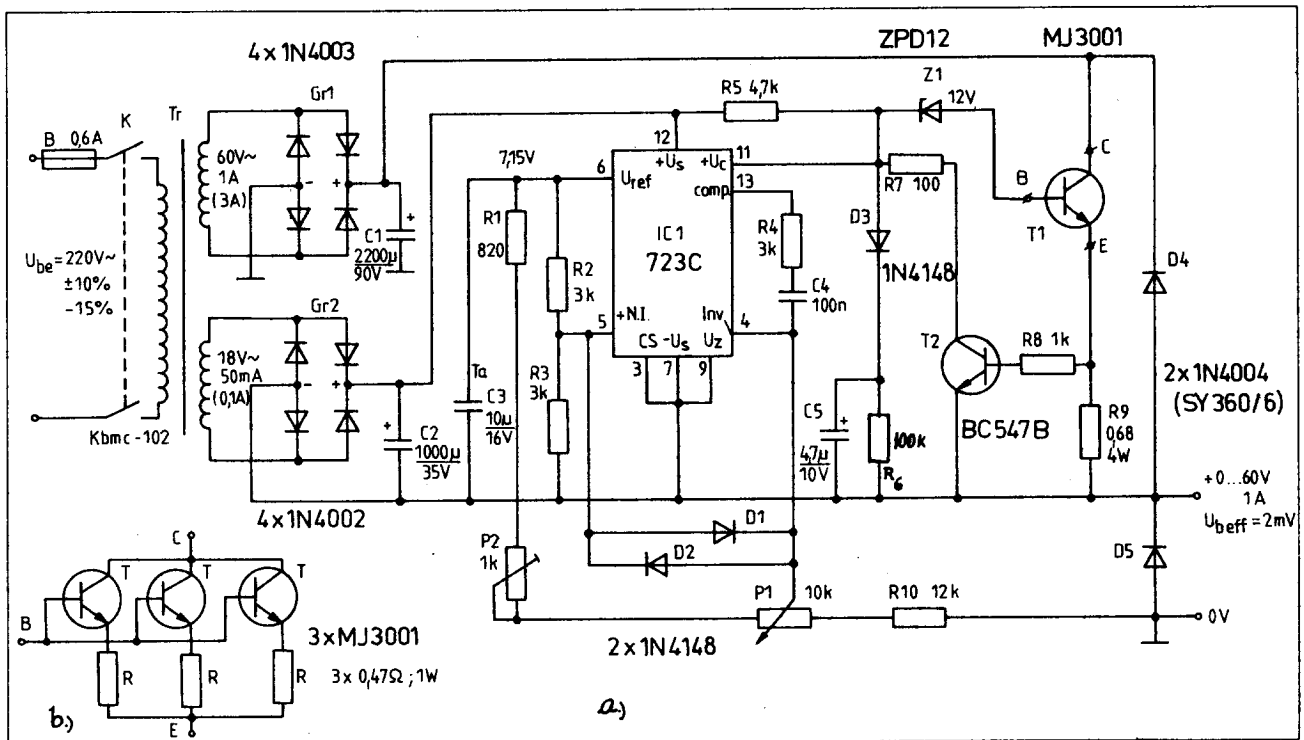 4x1N4003
ZPD12
MJ3001
B 0,6A
K
Tr
Gr1
60V~
1A
(3A)
-
+
+
C1
2200µ
90V
U be = 220V~
±10%
-15%
Kbmc-102
Gr2
18V~
50mA
(0,1A)
-
+
+
C2
1000µ
35V
4x1N4002
7,15V
R1
820
R2
3k
R3
3k
Ta
C3
10µ
16V
P2
1k
R5 4,7k
12
+Us
6
Uref
+Uc
11
comp.
13
IC1
723C
5
+N.I.
Inv
4
CS -Us Uz
3
7
9
R4
3k
C4
100n
Z1
12V
R7 100
D3
1N4148
T2
BC547B
R8 1k
B
C
T1
E
D4
2x1N4004
(SY360/6)
R9
0,68
4W
+
C5
4,7µ
10V
100k
R6
+0...60V
1A
Ubeff = 2mV
D1
D2
D5
P1
10k
R10 12k
0V
2x1N4148
C
T
T
T
B
R
R
R
3xMJ3001
3x 0,47Ω ; 1W
E
b.)
a.)